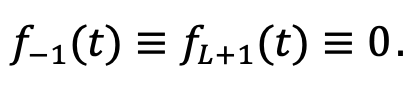 f₋₁(t) ≡ f_{L+1}(t) ≡ 0.